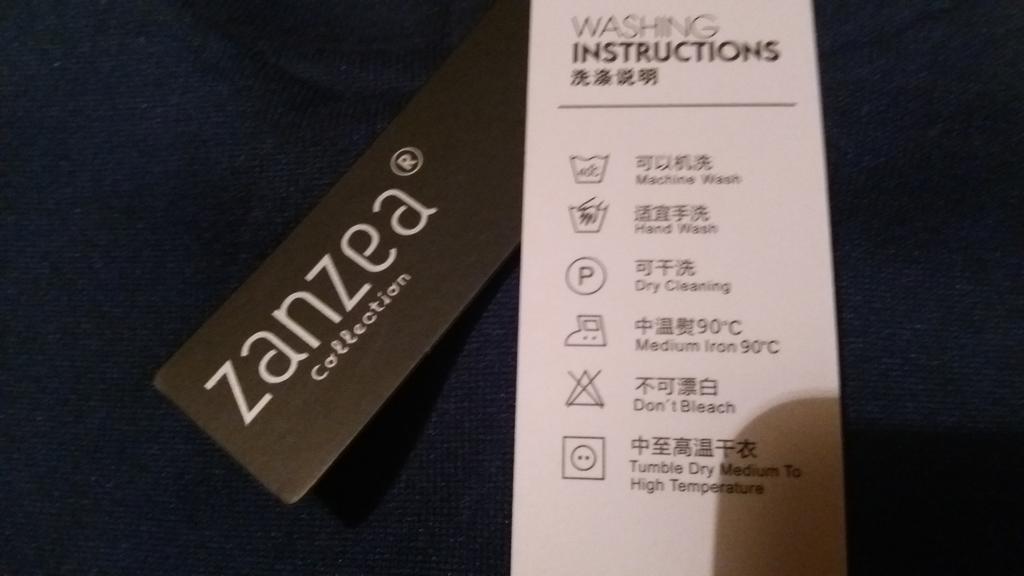 zanzea®
Collection
WASHING
INSTRUCTIONS
洗涤说明
可以机洗
Machine Wash
适宜手洗
Hand Wash
P
可干洗
Dry Cleaning
中温熨90℃
Medium Iron 90℃
不可漂白
Don't Bleach
中至高温干衣
Tumble Dry Medium To
High Temperature